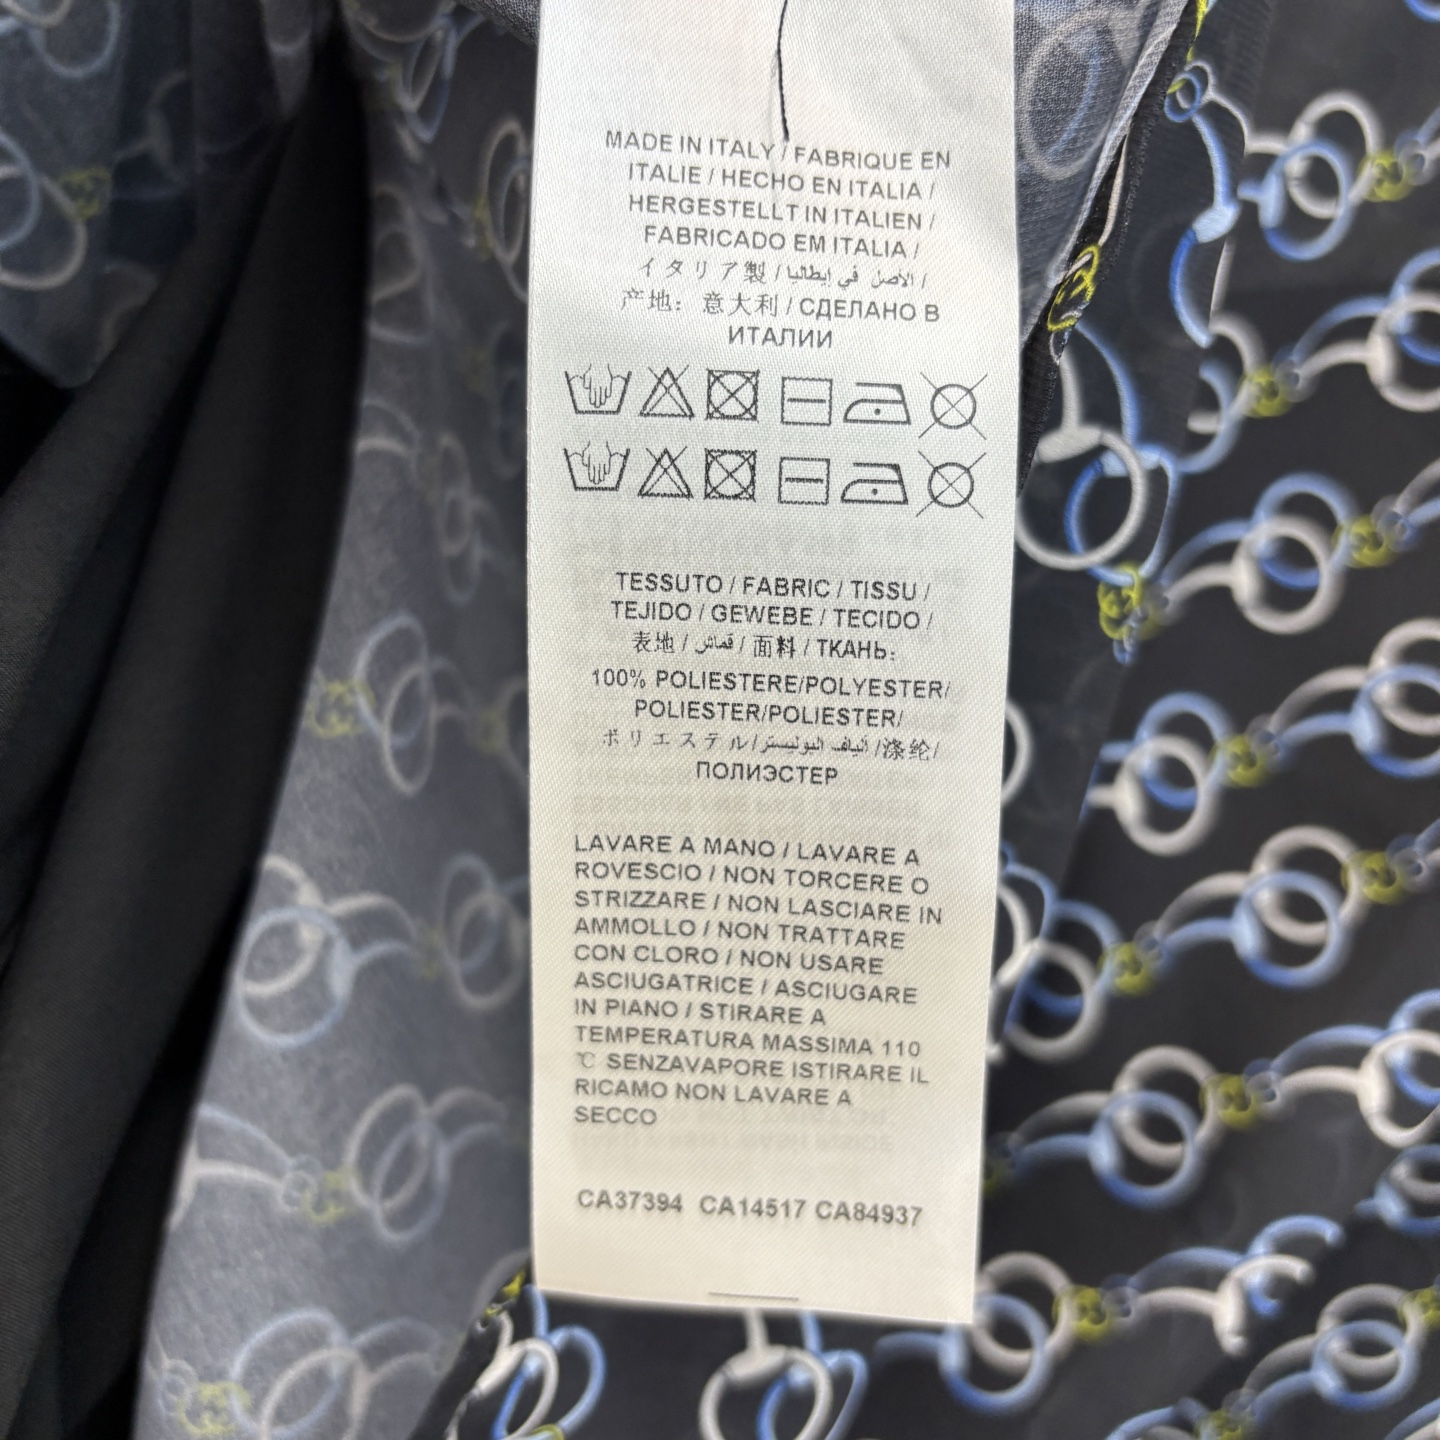 MADE IN ITALY / FABRIQUE EN
ITALIE / HECHO EN ITALIA /
HERGESTELLT IN ITALIEN /
FABRICADO EM ITALIA /
イタリア製 / الأصل في إيطاليا /
产地：意大利 / СДЕЛАНО В
ИТАЛИИ
TESSUTO / FABRIC / TISSU /
TEJIDO / GEWEBE / TECIDO /
表地 / قماش / 面料 / ТКАНЬ:
100% POLIESTERE/POLYESTER/
POLIESTER/POLIESTER/
ポリエステル/ألياف البوليستر/涤纶/
ПОЛИЭСТЕР
LAVARE A MANO / LAVARE A
ROVESCIO / NON TORCERE O
STRIZZARE / NON LASCIARE IN
AMMOLLO / NON TRATTARE
CON CLORO / NON USARE
ASCIUGATRICE / ASCIUGARE
IN PIANO / STIRARE A
TEMPERATURA MASSIMA 110
℃ SENZAVAPORE ISTIRARE IL
RICAMO NON LAVARE A
SECCO
CA37394 CA14517 CA84937